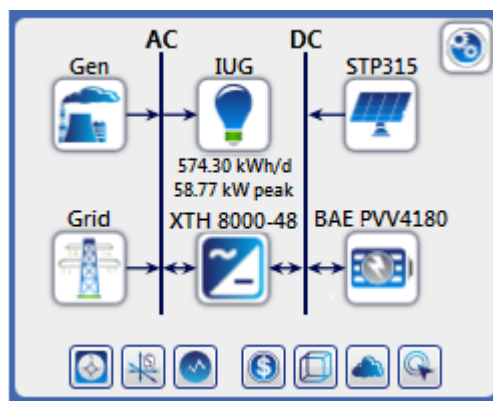 AC DC
Gen IUG STP315
574.30 kWh/d
58.77 kW peak
Grid XTH 8000-48 BAE PVV4180